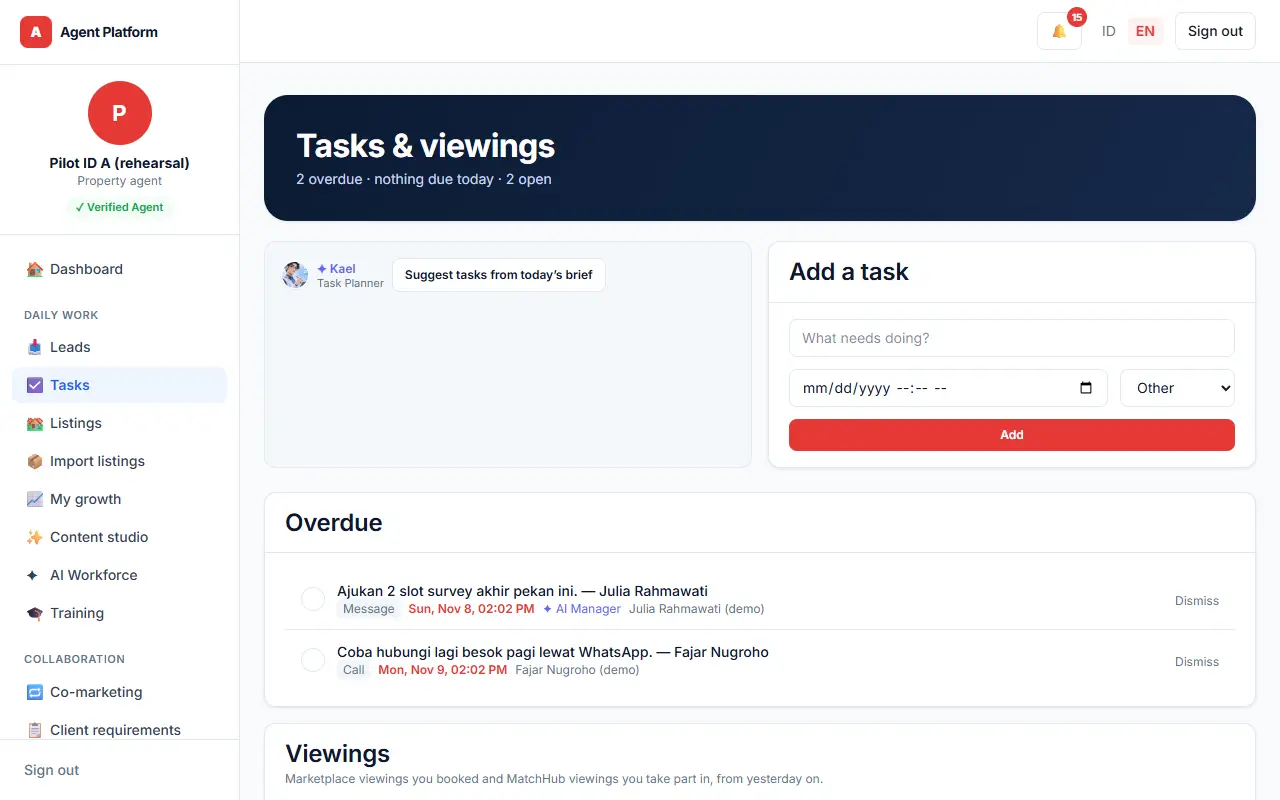 A Agent Platform
15
ID EN Sign out
P
Pilot ID A (rehearsal)
Property agent
✓ Verified Agent
Dashboard
DAILY WORK
Leads
Tasks
Listings
Import listings
My growth
Content studio
AI Workforce
Training
COLLABORATION
Co-marketing
Client requirements
Sign out
Tasks & viewings
2 overdue · nothing due today · 2 open
✦ Kael
Task Planner
Suggest tasks from today’s brief
Add a task
What needs doing?
mm/dd/yyyy --:-- --
Other
Add
Overdue
Ajukan 2 slot survey akhir pekan ini. — Julia Rahmawati
Message Sun, Nov 8, 02:02 PM ✦ AI Manager Julia Rahmawati (demo)
Dismiss
Coba hubungi lagi besok pagi lewat WhatsApp. — Fajar Nugroho
Call Mon, Nov 9, 02:02 PM Fajar Nugroho (demo)
Dismiss
Viewings
Marketplace viewings you booked and MatchHub viewings you take part in, from yesterday on.